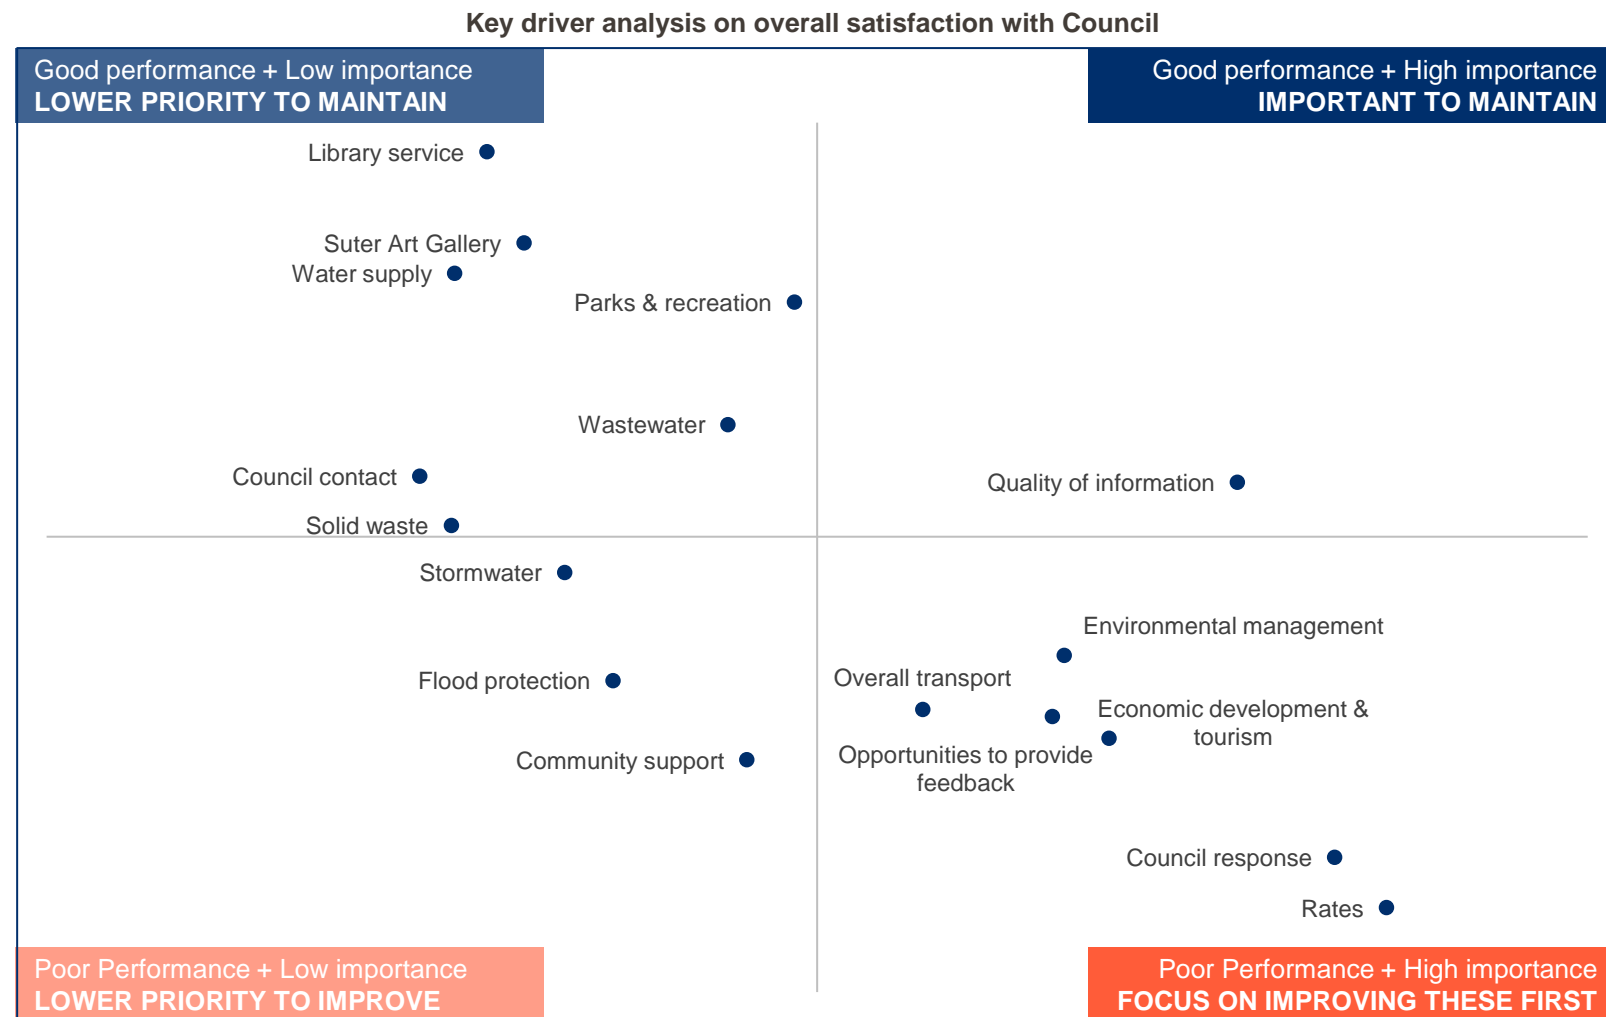 Key driver analysis on overall satisfaction with Council
Good performance + Low importance
LOWER PRIORITY TO MAINTAIN
Good performance + High importance
IMPORTANT TO MAINTAIN
Library service
Suter Art Gallery
Water supply
Parks & recreation
Wastewater
Council contact
Quality of information
Solid waste
Stormwater
Environmental management
Overall transport
Flood protection
Economic development &
tourism
Opportunities to provide
feedback
Community support
Council response
Rates
Poor Performance + Low importance
LOWER PRIORITY TO IMPROVE
Poor Performance + High importance
FOCUS ON IMPROVING THESE FIRST